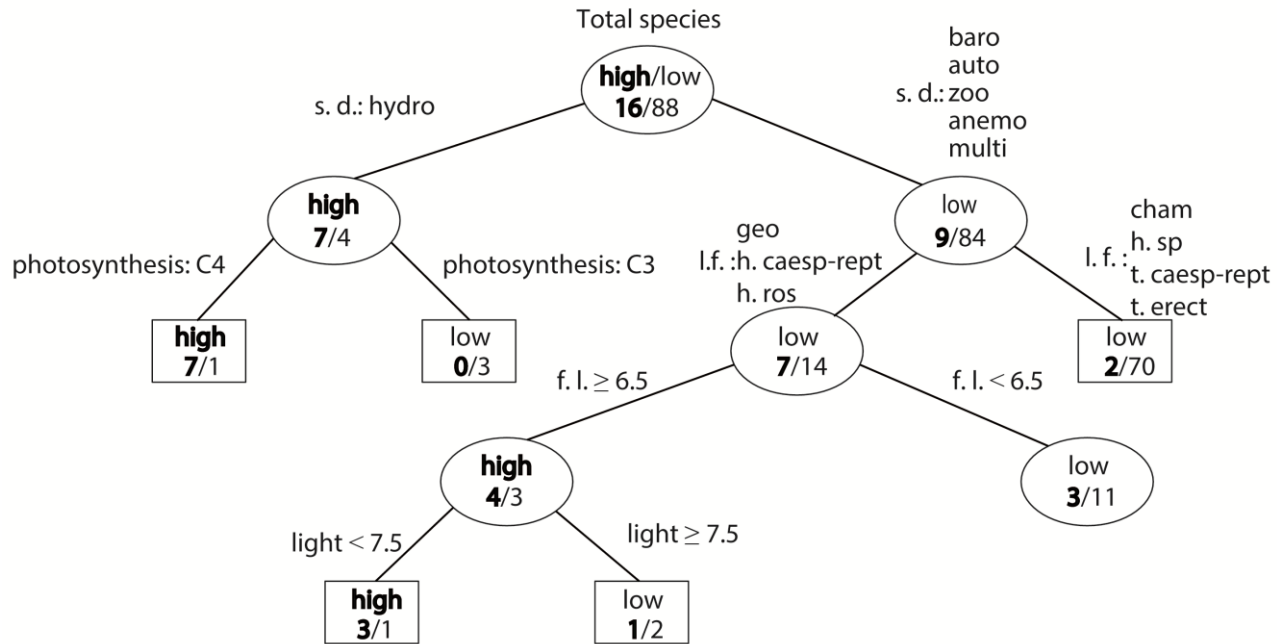 Total species
high/low
16/88
s. d.: hydro
baro
auto
s. d.: zoo
anemo
multi
high
7/4
low
9/84
photosynthesis: C4
photosynthesis: C3
geo
l.f. : h. caesp-rept
h. ros
cham
h. sp
l. f. : t. caesp-rept
t. erect
high
7/1
low
0/3
low
7/14
low
2/70
f. l. ≥ 6.5
f. l. < 6.5
high
4/3
low
3/11
light < 7.5
light ≥ 7.5
high
3/1
low
1/2